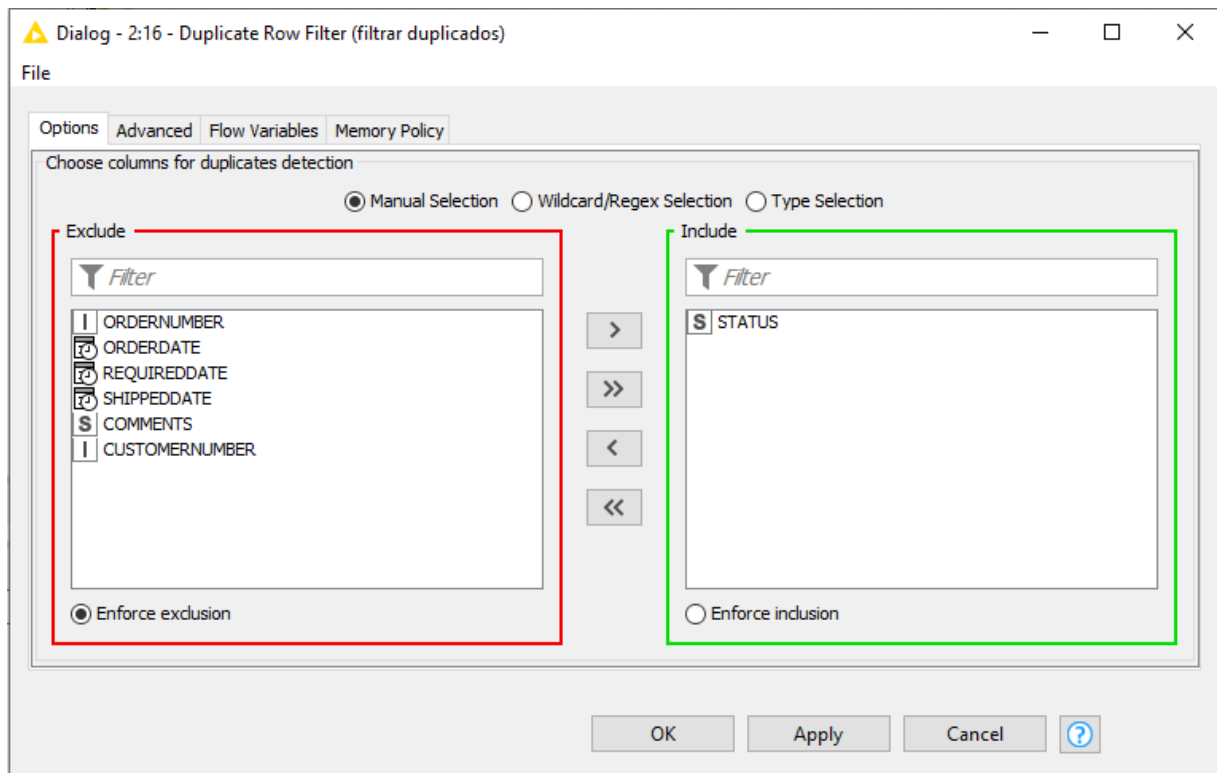 Dialog - 2:16 - Duplicate Row Filter (filtrar duplicados)
File
Options Advanced Flow Variables Memory Policy
Choose columns for duplicates detection
Manual Selection Wildcard/Regex Selection Type Selection
Exclude
Filter
I ORDERNUMBER
ORDERDATE
REQUIREDDATE
SHIPPEDDATE
S COMMENTS
I CUSTOMERNUMBER
Enforce exclusion
>
>>
<
<<
Include
Filter
S STATUS
Enforce inclusion
OK Apply Cancel ?